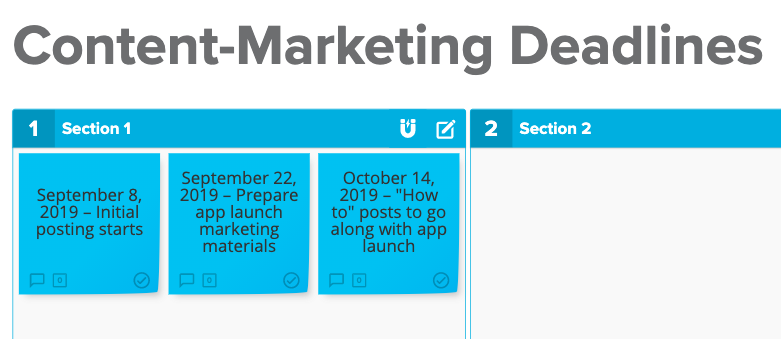 Content-Marketing Deadlines
1 Section 1
2 Section 2
September 8,
2019 – Initial
posting starts
0
September 22,
2019 – Prepare
app launch
marketing
materials
0
October 14,
2019 – "How
to" posts to go
along with app
launch
0